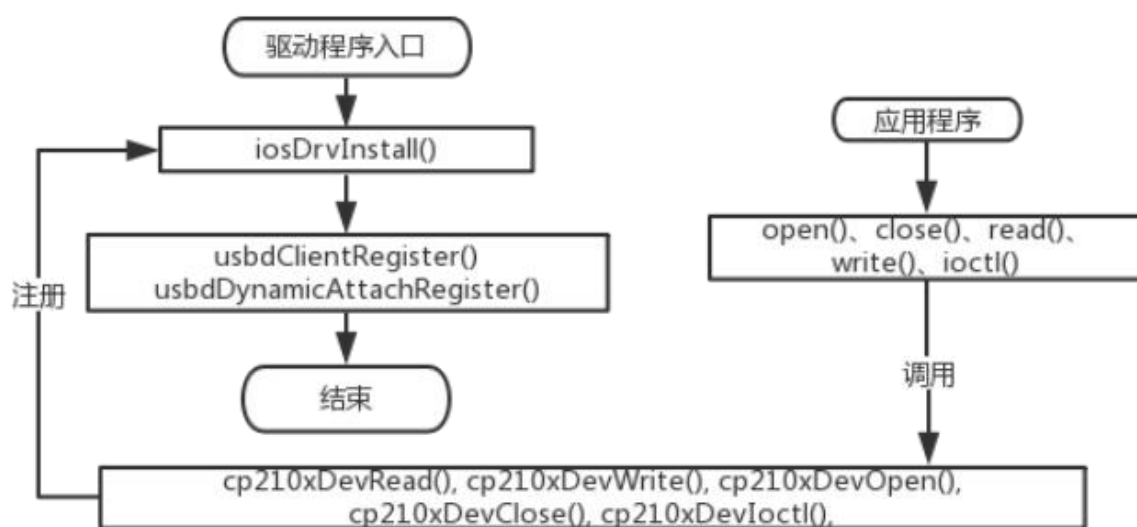 驱动程序入口
iosDrvInstall()
usbdClientRegister()
usbdDynamicAttachRegister()
结束
注册
应用程序
open()、close()、read()、
write()、ioctl()
调用
cp210xDevRead(), cp210xDevWrite(), cp210xDevOpen(),
cp210xDevClose(), cp210xDevIoctl(),